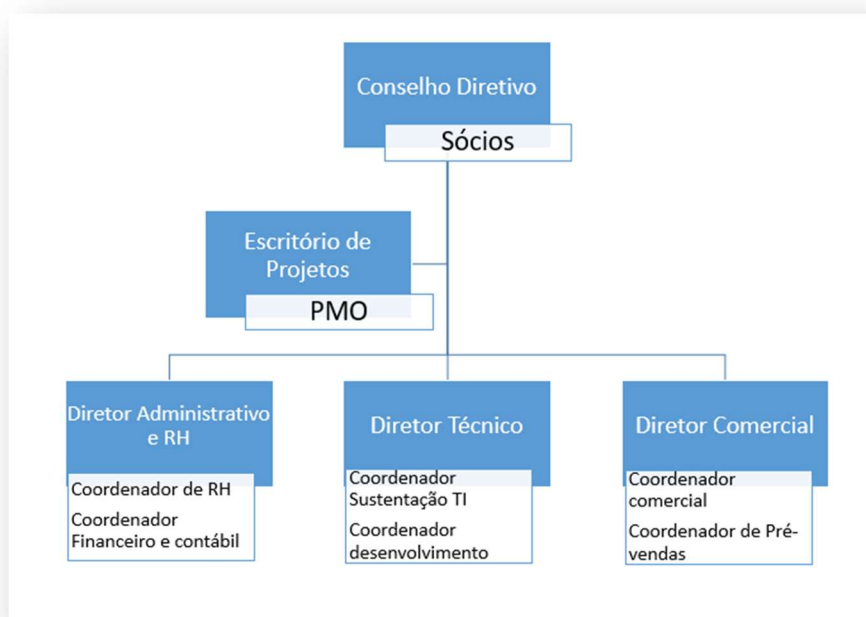 Conselho Diretivo
Sócios
Escritório de
Projetos
PMO
Diretor Administrativo
e RH
Coordenador de RH
Coordenador
Financeiro e contábil
Diretor Técnico
Coordenador
Sustentação TI
Coordenador
desenvolvimento
Diretor Comercial
Coordenador
comercial
Coordenador de Pré-
vendas